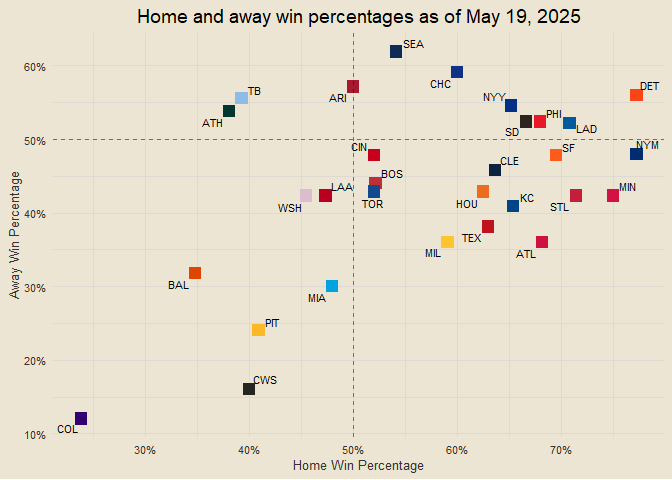 Home and away win percentages as of May 19, 2025
SEA
60%
CHC
DET
TB
ARI
NYY
ATH
PHI
SD
LAD
50%
CIN
SF
NYM
CLE
BOS
LAA
MIN
WSH
TOR
HOU
KC
STL
40%
TEX
MIL
ATL
BAL
30%
MIA
PIT
20%
CWS
COL
10%
30%
40%
50%
60%
70%
Home Win Percentage
Away Win Percentage